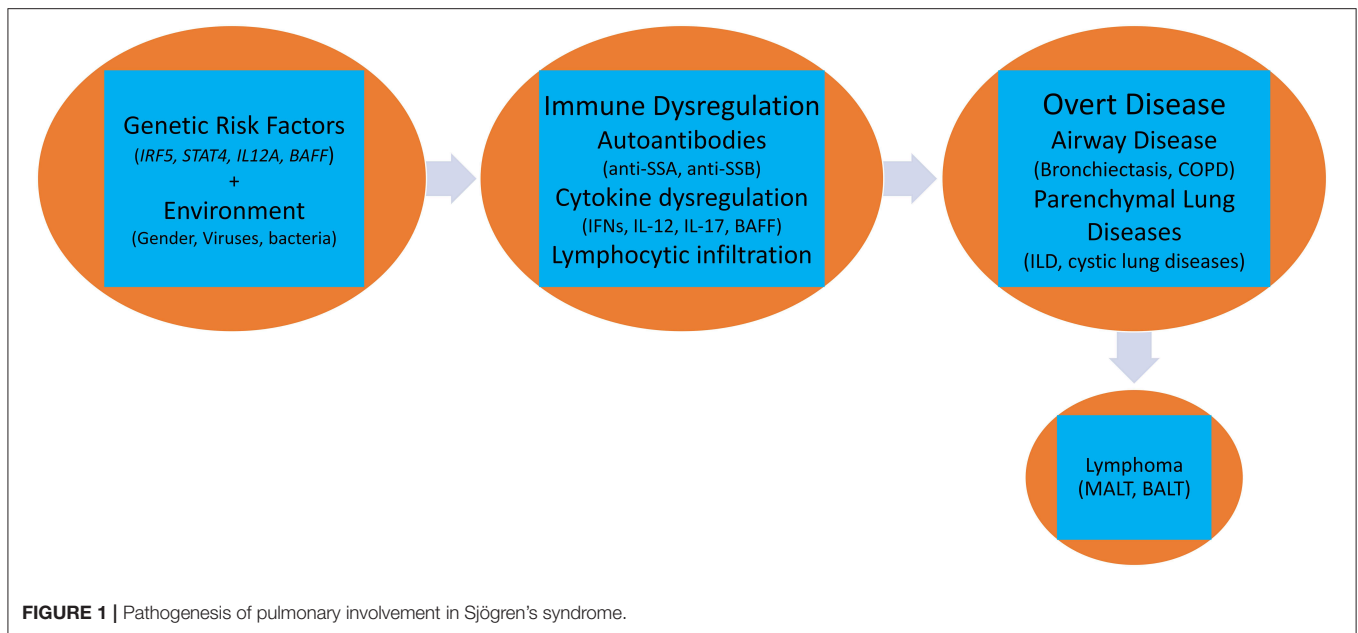 Genetic Risk Factors
(IRF5, STAT4, IL12A, BAFF)
+
Environment
(Gender, Viruses, bacteria)
Immune Dysregulation
Autoantibodies
(anti-SSA, anti-SSB)
Cytokine dysregulation
(IFNs, IL-12, IL-17, BAFF)
Lymphocytic infiltration
Overt Disease
Airway Disease
(Bronchiectasis, COPD)
Parenchymal Lung
Diseases
(ILD, cystic lung diseases)
Lymphoma
(MALT, BALT)
FIGURE 1 | Pathogenesis of pulmonary involvement in Sjögren's syndrome.